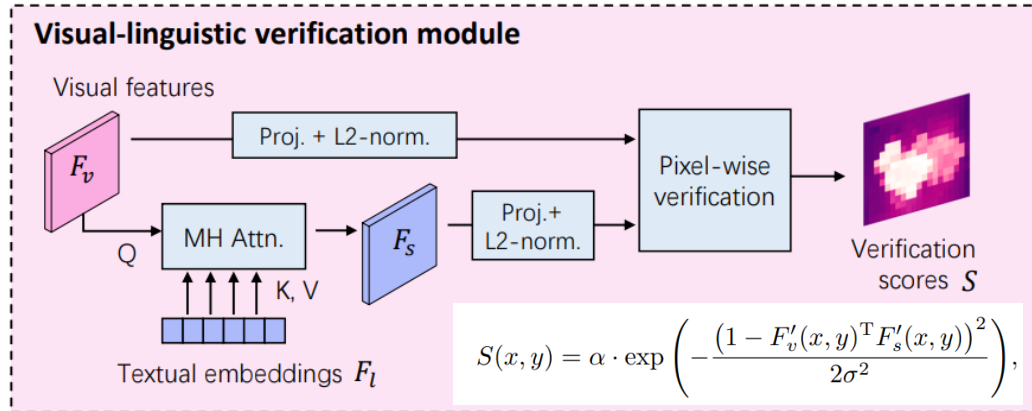 Visual-linguistic verification module
Visual features
F_v
Proj. + L2-norm.
Q
MH Attn.
K, V
F_s
Proj.+
L2-norm.
Pixel-wise
verification
Verification
scores S
Textual embeddings F_l
S(x, y) = α · exp ( − (1 − F′_v(x, y)^T F′_s(x, y))^2 / 2σ^2 ),